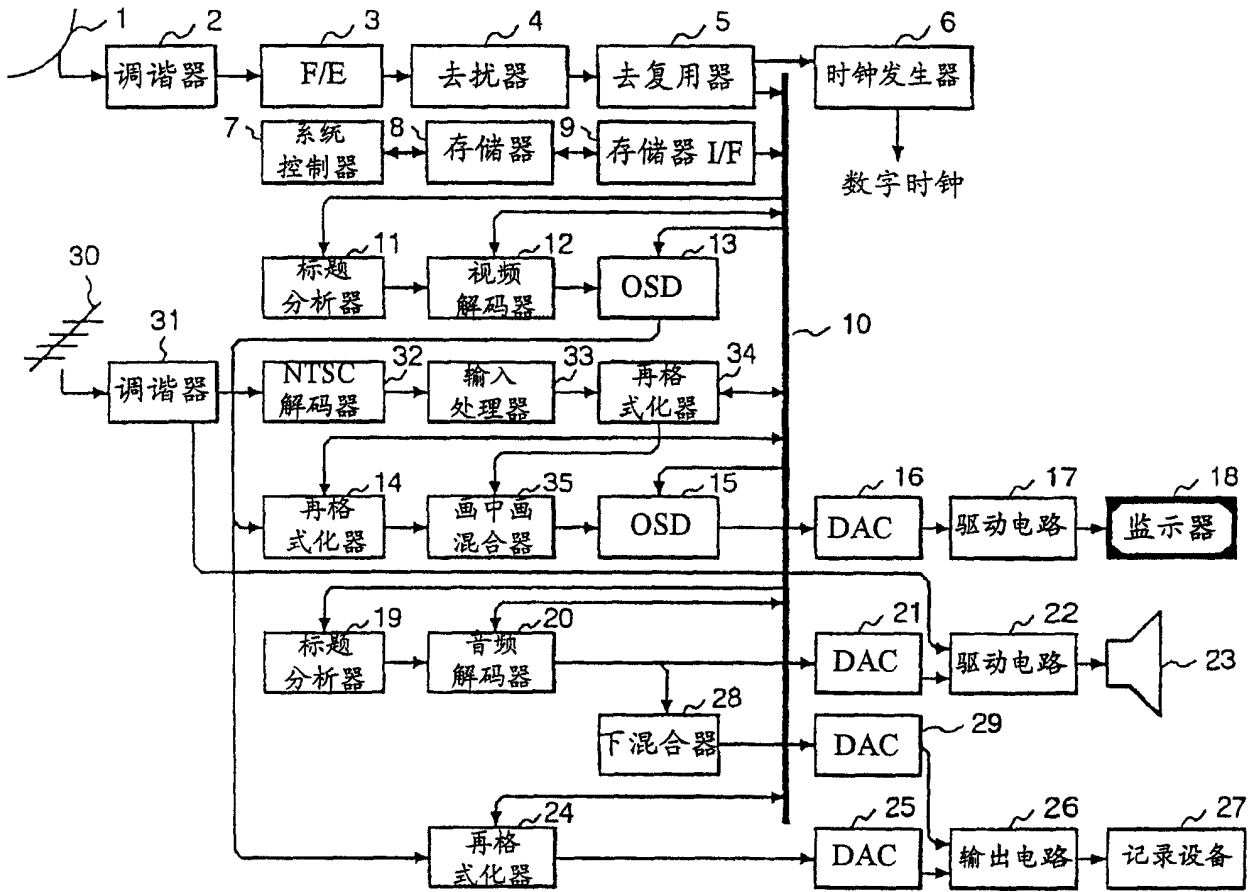 1
2
3
4
5
6
调谐器
F/E
去扰器
去复用器
时钟发生器
7
系统
控制器
8
存储器
9
存储器 I/F
数字时钟
11
标题
分析器
12
视频
解码器
13
OSD
10
30
31
调谐器
32
NTSC
解码器
33
输入
处理器
34
再格
式化器
14
再格
式化器
35
画中画
混合器
15
OSD
16
DAC
17
驱动电路
18
监示器
19
标题
分析器
20
音频
解码器
21
DAC
22
驱动电路
23
28
下混合器
29
DAC
24
再格
式化器
25
DAC
26
输出电路
27
记录设备